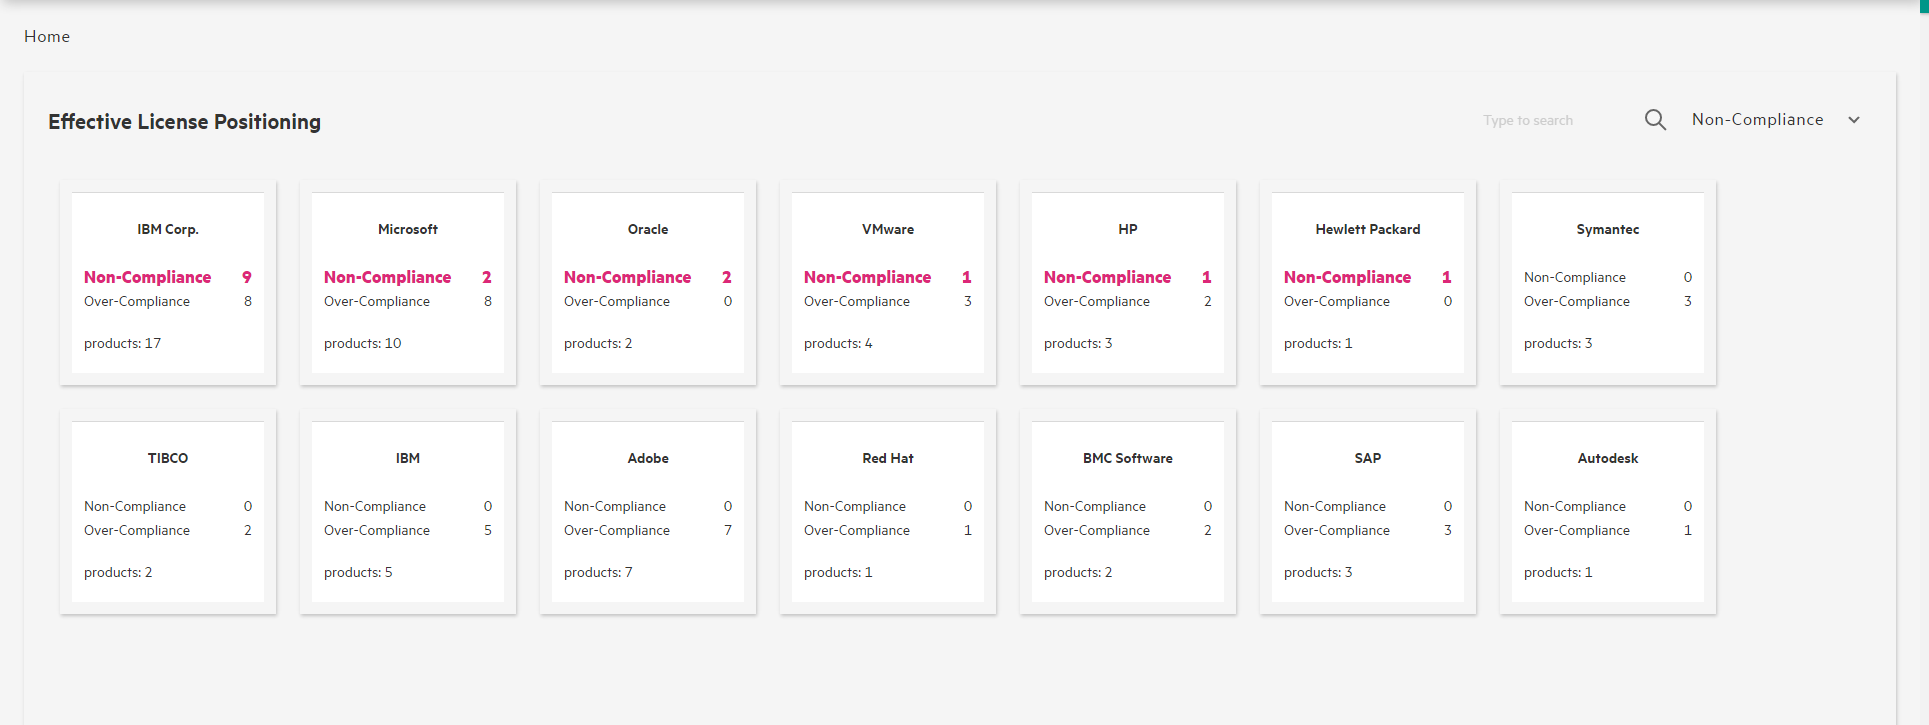 Home
Effective License Positioning
Type to search
Non-Compliance
IBM Corp.
Non-Compliance 9
Over-Compliance 8
products: 17
Microsoft
Non-Compliance 2
Over-Compliance 8
products: 10
Oracle
Non-Compliance 2
Over-Compliance 0
products: 2
VMware
Non-Compliance 1
Over-Compliance 3
products: 4
HP
Non-Compliance 1
Over-Compliance 2
products: 3
Hewlett Packard
Non-Compliance 1
Over-Compliance 0
products: 1
Symantec
Non-Compliance 0
Over-Compliance 3
products: 3
TIBCO
Non-Compliance 0
Over-Compliance 2
products: 2
IBM
Non-Compliance 0
Over-Compliance 5
products: 5
Adobe
Non-Compliance 0
Over-Compliance 7
products: 7
Red Hat
Non-Compliance 0
Over-Compliance 1
products: 1
BMC Software
Non-Compliance 0
Over-Compliance 2
products: 2
SAP
Non-Compliance 0
Over-Compliance 3
products: 3
Autodesk
Non-Compliance 0
Over-Compliance 1
products: 1